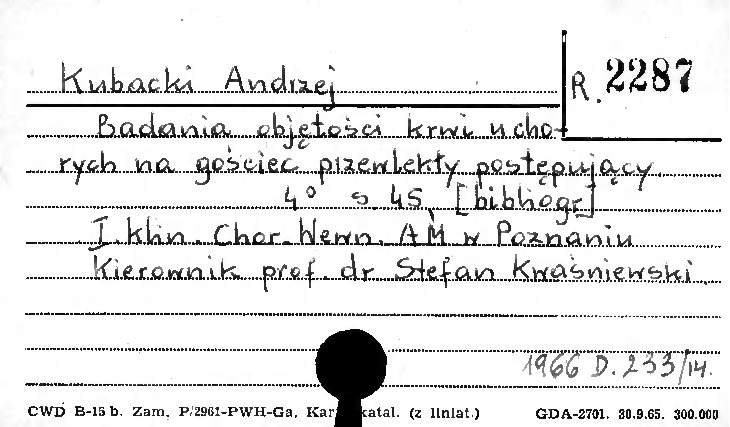 Kubacki Andrzej
R. 2287
Badania objętości krwi u cho-
rych na gościec przewlekły postępujący
4° s 45, [bibliogr]
I. klin. Chor. Wewn. AM w Poznaniu
Kierownik prof. dr Stefan Kwaśniewski
1966 D. 233/14.
CWD B-15 b. Zam. P/2961-PWH-Ga. katal. (z liniat.) GDA-2701. 30.9.65. 300.000